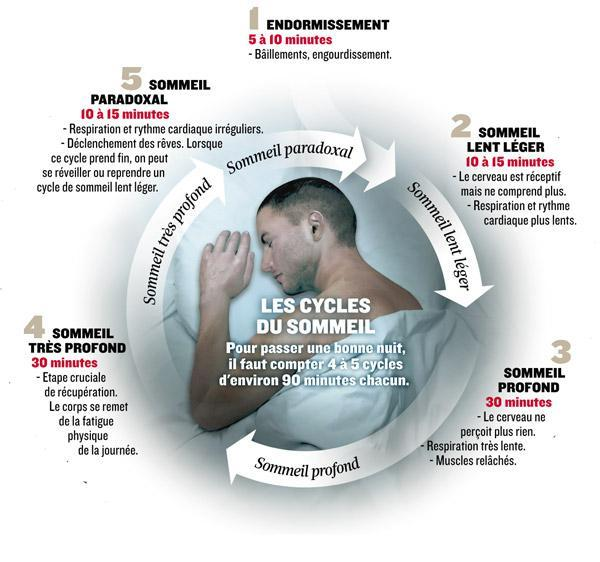 1 ENDORMISSEMENT
5 à 10 minutes
- Bâillements, engourdissement.
2 SOMMEIL
LENT LÉGER
10 à 15 minutes
- Le cerveau est réceptif
mais ne comprend plus.
- Respiration et rythme
cardiaque plus lents.
3
SOMMEIL
PROFOND
30 minutes
- Le cerveau ne
perçoit plus rien.
- Respiration très lente.
- Muscles relâchés.
4 SOMMEIL
TRÈS PROFOND
30 minutes
- Etape cruciale
de récupération.
Le corps se remet
de la fatigue
physique
de la journée.
5 SOMMEIL
PARADOXAL
10 à 15 minutes
- Respiration et rythme cardiaque irréguliers.
- Déclenchement des rêves. Lorsque
ce cycle prend fin, on peut
se réveiller ou reprendre un
cycle de sommeil lent léger.
Sommeil paradoxal
Sommeil lent léger
Sommeil profond
Sommeil très profond
LES CYCLES
DU SOMMEIL
Pour passer une bonne nuit,
il faut compter 4 à 5 cycles
d'environ 90 minutes chacun.